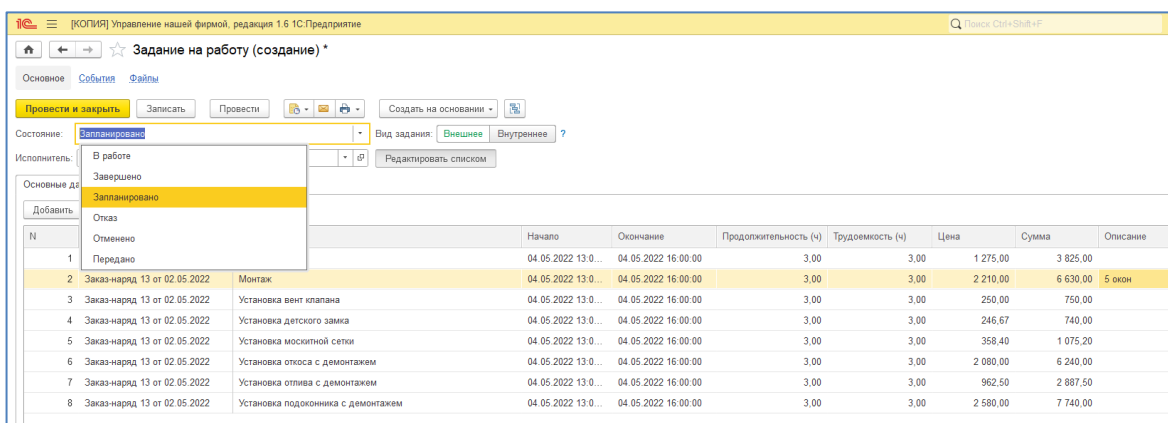 1С [КОПИЯ] Управление нашей фирмой, редакция 1.6 1С:Предприятие Поиск Ctrl+Shift+F
Задание на работу (создание) *
Основное События Файлы
Провести и закрыть Записать Провести Создать на основании
Состояние: Запланировано Вид задания: Внешнее Внутреннее ?
Исполнитель: Редактировать списком
В работе
Завершено
Запланировано
Отказ
Отменено
Передано
Основные да
Добавить
N Начало Окончание Продолжительность (ч) Трудоемкость (ч) Цена Сумма Описание
1 04.05.2022 13:0... 04.05.2022 16:00:00 3,00 3,00 1 275,00 3 825,00
2 Заказ-наряд 13 от 02.05.2022 Монтаж 04.05.2022 13:0... 04.05.2022 16:00:00 3,00 3,00 2 210,00 6 630,00 5 окон
3 Заказ-наряд 13 от 02.05.2022 Установка вент клапана 04.05.2022 13:0... 04.05.2022 16:00:00 3,00 3,00 250,00 750,00
4 Заказ-наряд 13 от 02.05.2022 Установка детского замка 04.05.2022 13:0... 04.05.2022 16:00:00 3,00 3,00 246,67 740,00
5 Заказ-наряд 13 от 02.05.2022 Установка москитной сетки 04.05.2022 13:0... 04.05.2022 16:00:00 3,00 3,00 358,40 1 075,20
6 Заказ-наряд 13 от 02.05.2022 Установка откоса с демонтажем 04.05.2022 13:0... 04.05.2022 16:00:00 3,00 3,00 2 080,00 6 240,00
7 Заказ-наряд 13 от 02.05.2022 Установка отлива с демонтажем 04.05.2022 13:0... 04.05.2022 16:00:00 3,00 3,00 962,50 2 887,50
8 Заказ-наряд 13 от 02.05.2022 Установка подоконника с демонтажем 04.05.2022 13:0... 04.05.2022 16:00:00 3,00 3,00 2 580,00 7 740,00